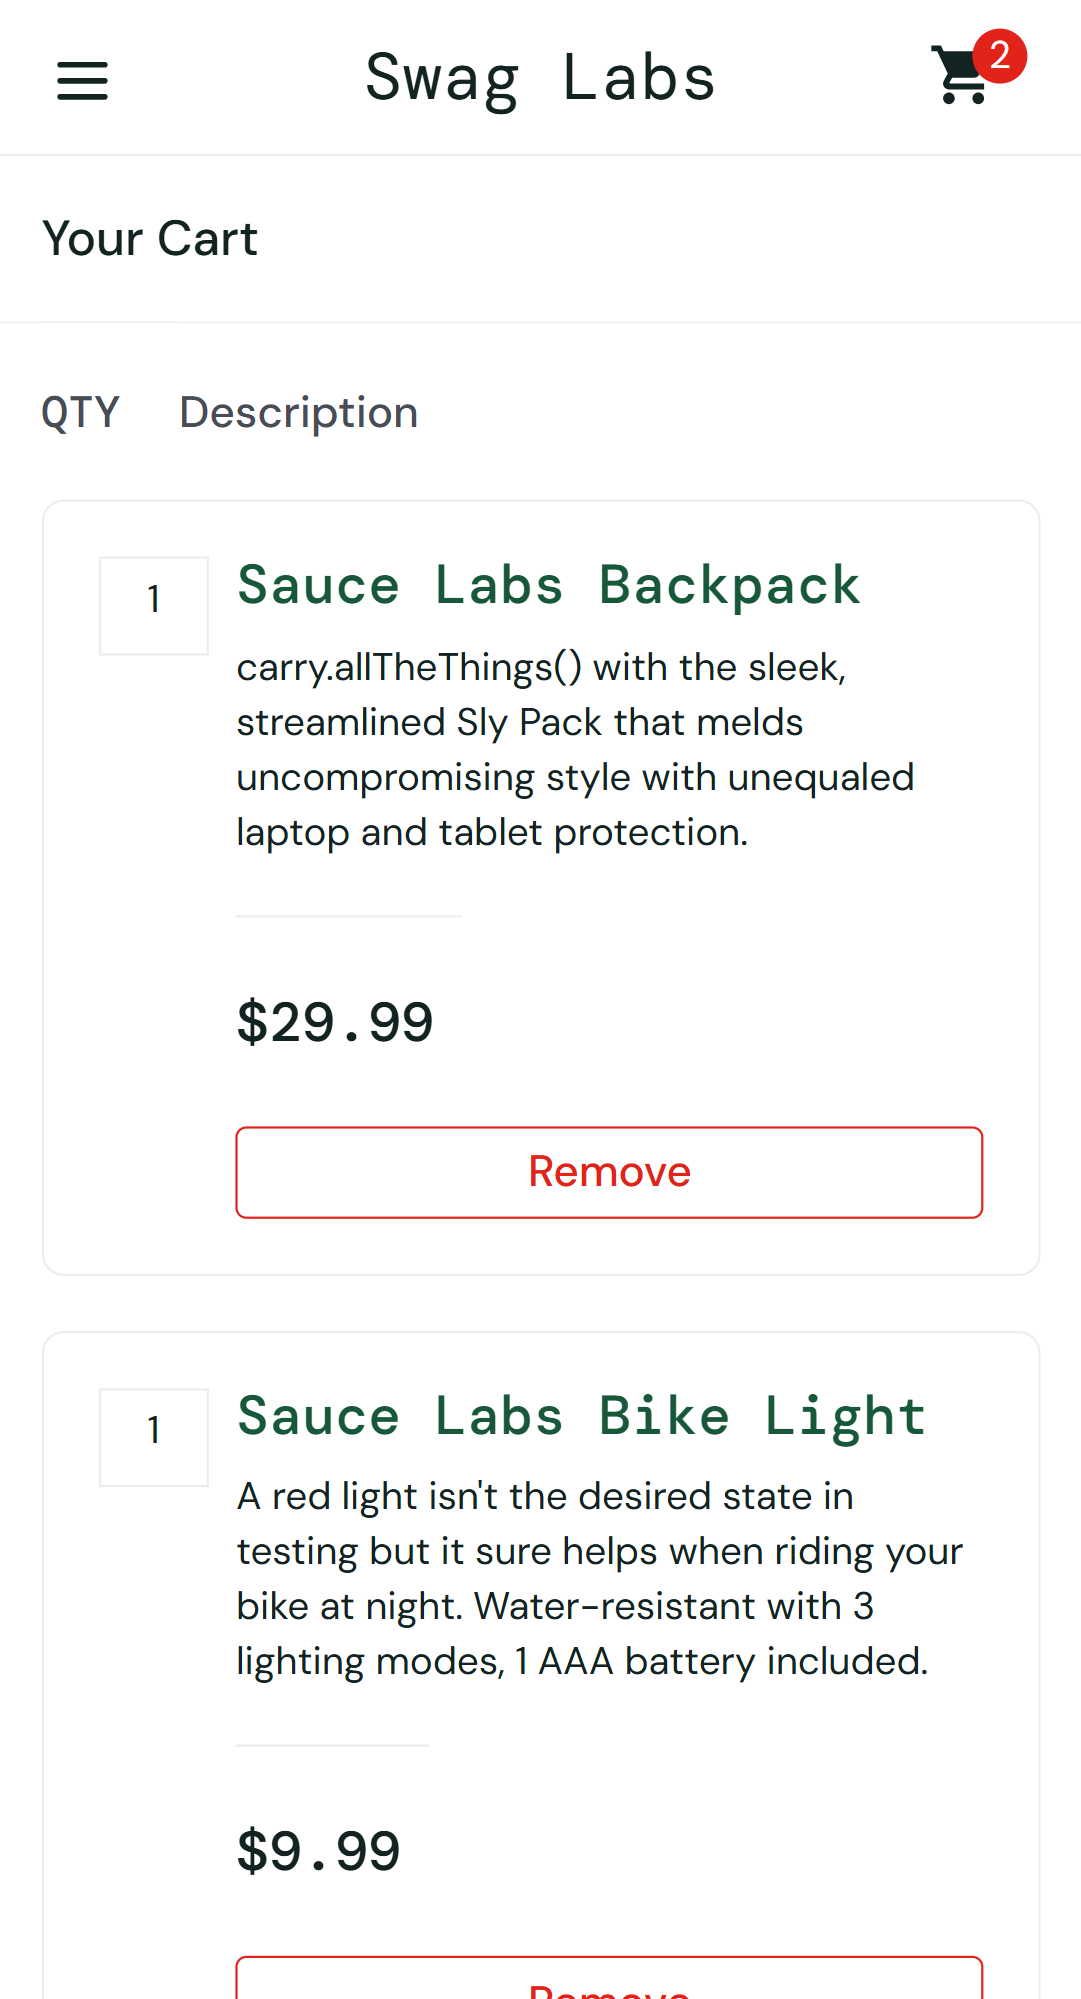 Swag Labs
2
Your Cart
QTY Description
1
Sauce Labs Backpack
carry.allTheThings() with the sleek,
streamlined Sly Pack that melds
uncompromising style with unequaled
laptop and tablet protection.
$29.99
Remove
1
Sauce Labs Bike Light
A red light isn't the desired state in
testing but it sure helps when riding your
bike at night. Water-resistant with 3
lighting modes, 1 AAA battery included.
$9.99
Remove